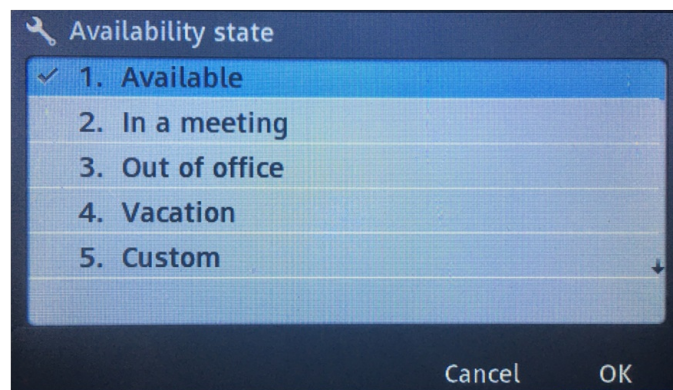 Availability state
1. Available
2. In a meeting
3. Out of office
4. Vacation
5. Custom
Cancel OK